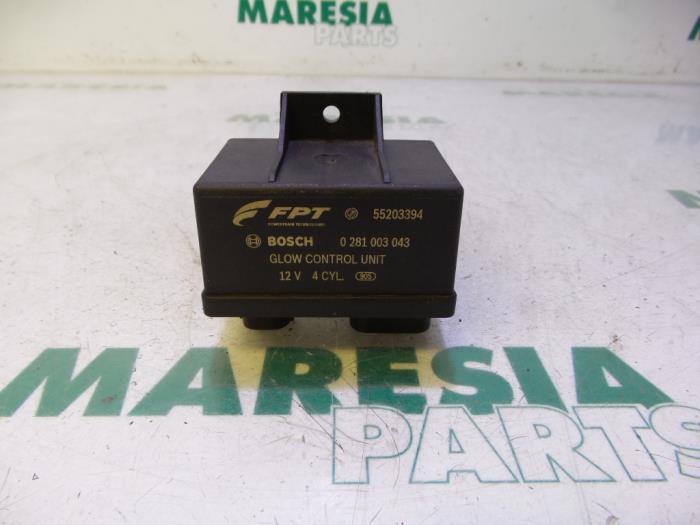 MARESIA
PARTS
FPT 55203394
POWERTRAIN TECHNOLOGIES
BOSCH 0 281 003 043
GLOW CONTROL UNIT
12 V 4 CYL. 905
MARESIA
PARTS